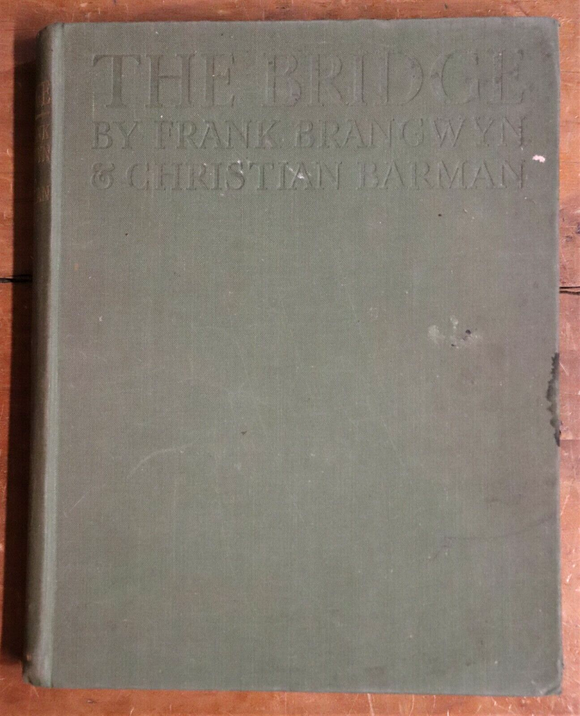 THE BRIDGE
BY FRANK BRANGWYN
& CHRISTIAN BARMAN